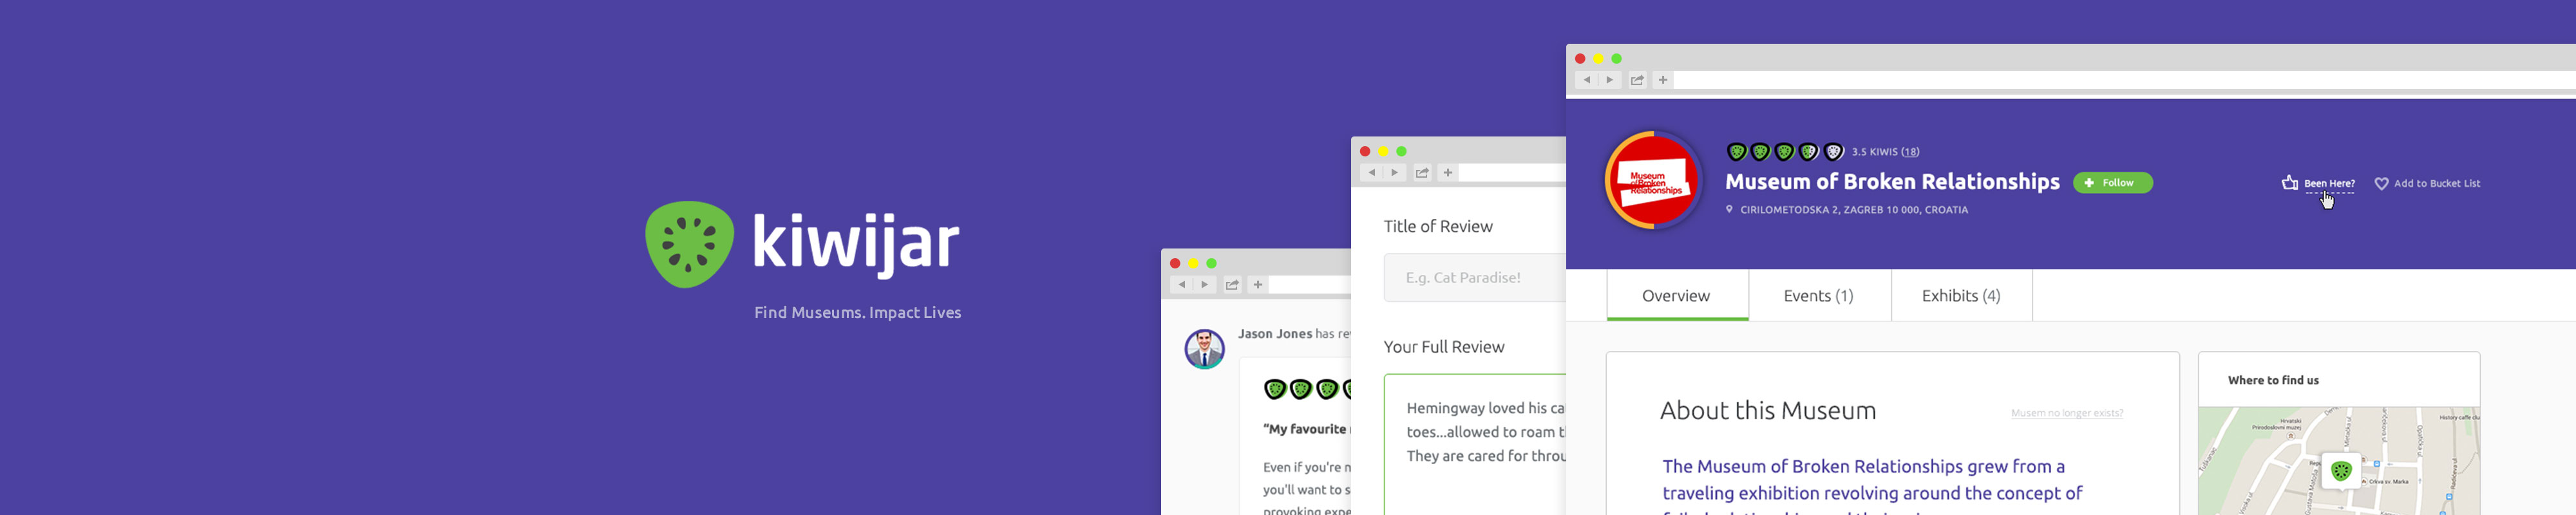 kiwijar
Find Museums. Impact Lives
Jason Jones has re
"My favourite
Even if you're n
you'll want to s
provoking expe
Title of Review
E.g. Cat Paradise!
Your Full Review
Hemingway loved his ca
toes...allowed to roam t
They are cared for throu
Museum
of Broken
Relationships
3.5 KIWIS (18)
Museum of Broken Relationships
Follow
CIRILOMETODSKA 2, ZAGREB 10 000, CROATIA
Been Here?
Add to Bucket List
Overview
Events (1)
Exhibits (4)
About this Museum
Musem no longer exists?
The Museum of Broken Relationships grew from a
traveling exhibition revolving around the concept of
Where to find us
Hrvatski
Prirodoslovni muzej
History caffe clu
Crkva sv. Marka